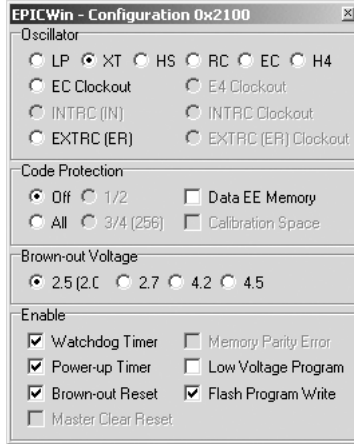 EPICWin - Configuration 0x2100
Oscillator
LP XT HS RC EC H4
EC Clockout E4 Clockout
INTRC (IN) INTRC Clockout
EXTRC (ER) EXTRC (ER) Clockout
Code Protection
Off 1/2 Data EE Memory
All 3/4 (256) Calibration Space
Brown-out Voltage
2.5 (2.0 2.7 4.2 4.5
Enable
Watchdog Timer Memory Parity Error
Power-up Timer Low Voltage Program
Brown-out Reset Flash Program Write
Master Clear Reset